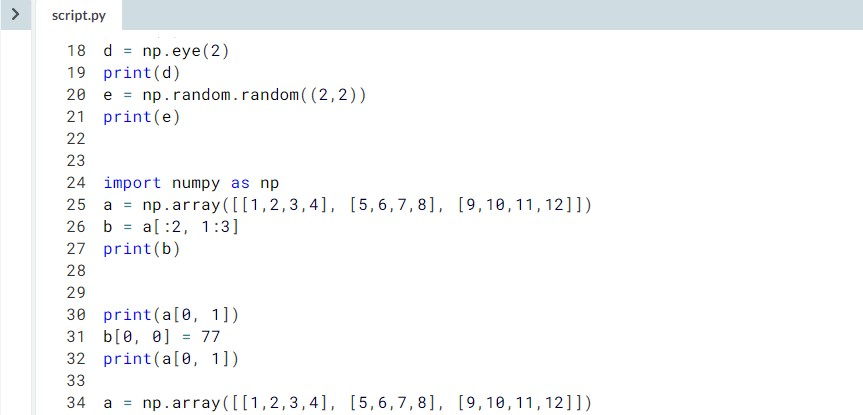 script.py
18 d = np.eye(2)
19 print(d)
20 e = np.random.random((2,2))
21 print(e)
22
23
24 import numpy as np
25 a = np.array([[1,2,3,4], [5,6,7,8], [9,10,11,12]])
26 b = a[:2, 1:3]
27 print(b)
28
29
30 print(a[0, 1])
31 b[0, 0] = 77
32 print(a[0, 1])
33
34 a = np.array([[1,2,3,4], [5,6,7,8], [9,10,11,12]])